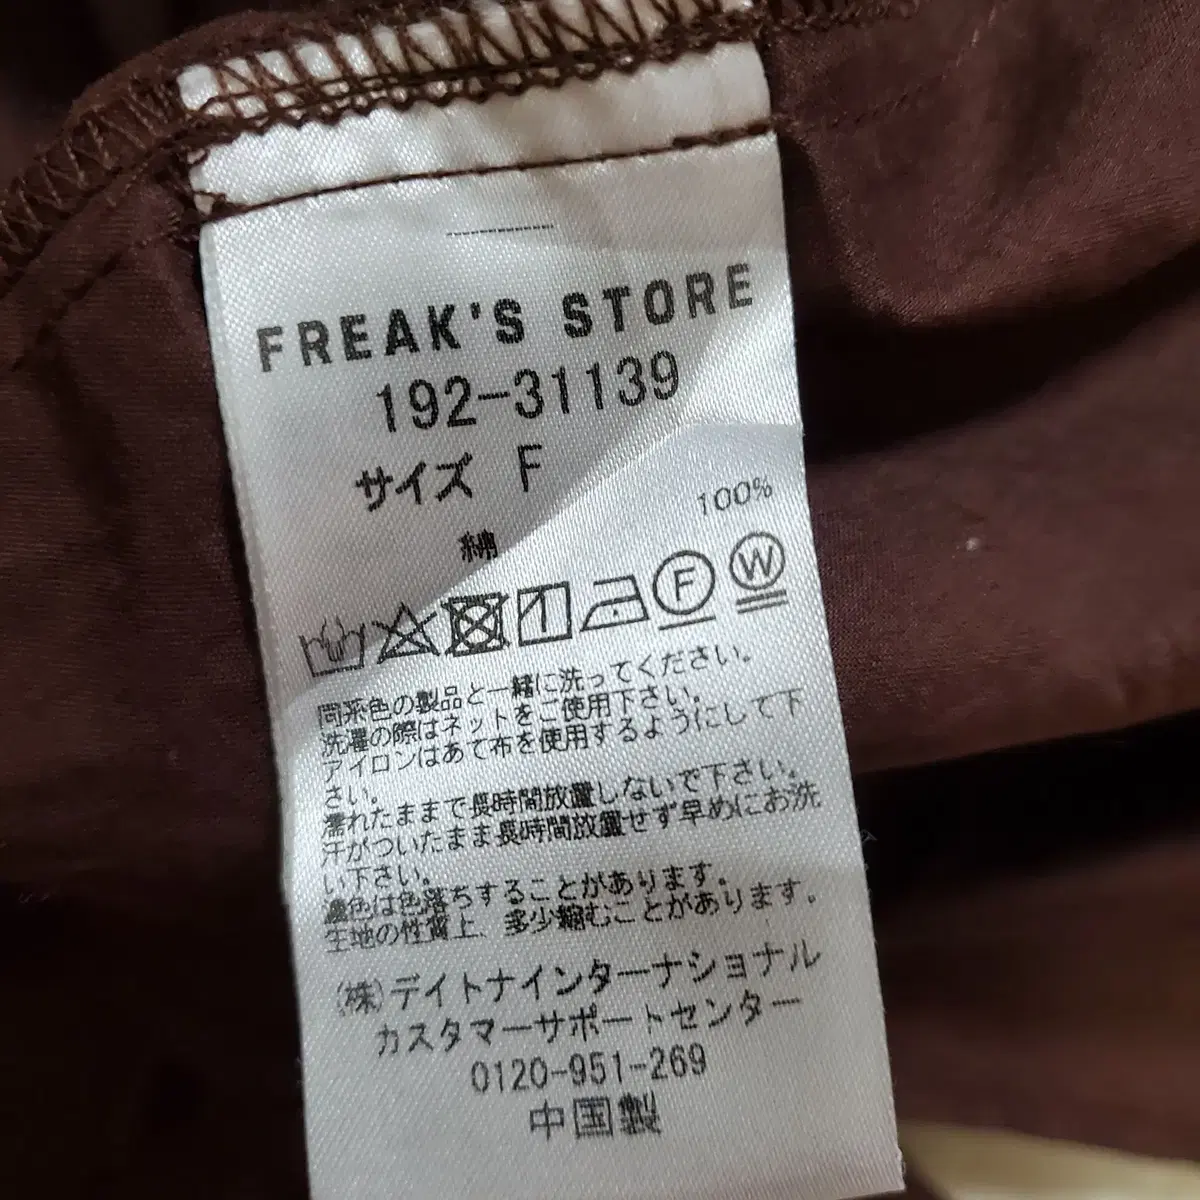 FREAK'S STORE
192-31139
サイズ F
綿 100%
F W
同系色の製品と一緒に洗ってください。
洗濯の際はネットをご使用下さい。
アイロンはあて布を使用するようにして下
さい。
濡れたままで長時間放置しないで下さい。
汗がついたまま長時間放置せず早めにお洗
い下さい。
濃色は色落ちすることがあります。
生地の性質上、多少縮むことがあります。
(株)デイトナインターナショナル
カスタマーサポートセンター
0120-951-269
中国製